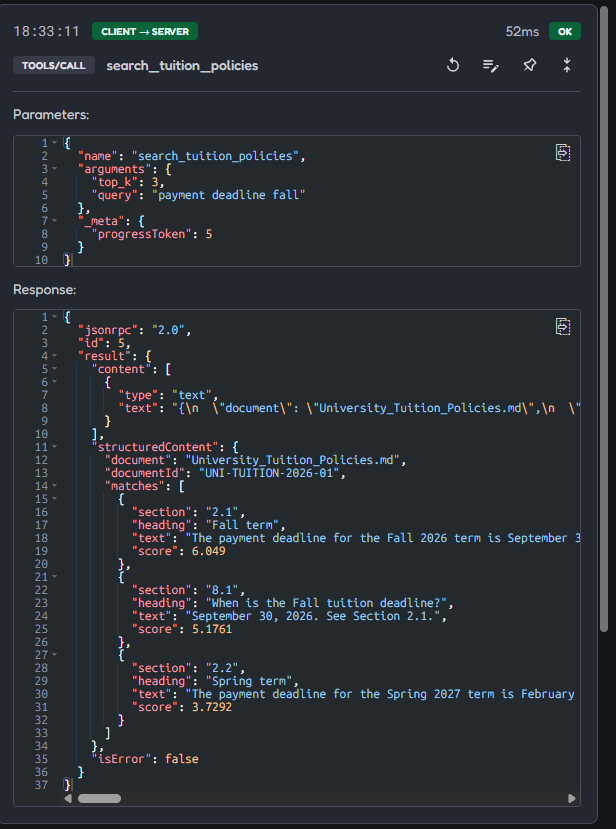 18:33:11 CLIENT → SERVER 52ms OK
TOOLS/CALL search_tuition_policies
Parameters:
1 {
2 "name": "search_tuition_policies",
3 "arguments": {
4 "top_k": 3,
5 "query": "payment deadline fall"
6 },
7 "_meta": {
8 "progressToken": 5
9 }
10 }
Response:
1 {
2 "jsonrpc": "2.0",
3 "id": 5,
4 "result": {
5 "content": [
6 {
7 "type": "text",
8 "text": "{\n  \"document\": \"University_Tuition_Policies.md\",\n  \"
9 }
10 ],
11 "structuredContent": {
12 "document": "University_Tuition_Policies.md",
13 "documentId": "UNI-TUITION-2026-01",
14 "matches": [
15 {
16 "section": "2.1",
17 "heading": "Fall term",
18 "text": "The payment deadline for the Fall 2026 term is September 3
19 "score": 6.049
20 },
21 {
22 "section": "8.1",
23 "heading": "When is the Fall tuition deadline?",
24 "text": "September 30, 2026. See Section 2.1.",
25 "score": 5.1761
26 },
27 {
28 "section": "2.2",
29 "heading": "Spring term",
30 "text": "The payment deadline for the Spring 2027 term is February
31 "score": 3.7292
32 }
33 ]
34 },
35 "isError": false
36 }
37 }